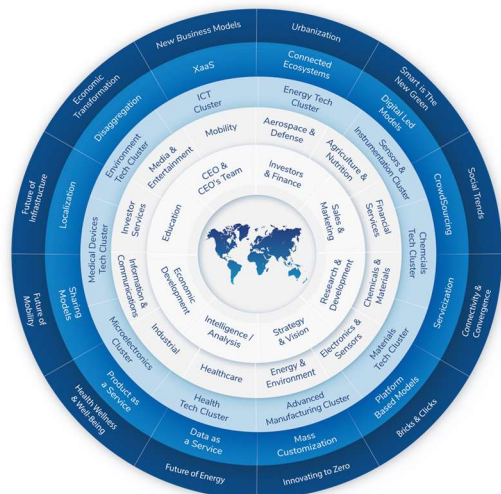 Urbanization
Smart is The
New Green
Social Trends
Connectivity &
Convergence
Bricks & Clicks
Innovating to Zero
Future of Energy
Health Wellness
& Well-Being
Future of
Mobility
Future of
Infrastructure
Economic
Transformation
New Business Models
Connected
Ecosystems
Digital Led
Models
CrowdSourcing
Servicization
Platform
Based Models
Mass
Customization
Data as
a Service
Product as
a Service
Sharing
Models
Localization
Disaggregation
XaaS
Energy Tech
Cluster
Sensors &
Instrumentation Cluster
Chemcials
Tech Cluster
Materials
Tech Cluster
Advanced
Manufacturing Cluster
Health
Tech Cluster
Microelectronics
Cluster
Medical Devices
Tech Cluster
Environment
Tech Cluster
ICT
Cluster
Aerospace &
Defense
Agriculture &
Nutrition
Financial
Services
Chemicals &
Materials
Electronics &
Sensors
Energy &
Environment
Healthcare
Industrial
Information &
Communications
Investor
Services
Media &
Entertainment
Mobility
Investors
& Finance
Sales &
Marketing
Research &
Development
Strategy
& Vision
Intelligence /
Analysis
Economic
Development
Education
CEO &
CEO's Team